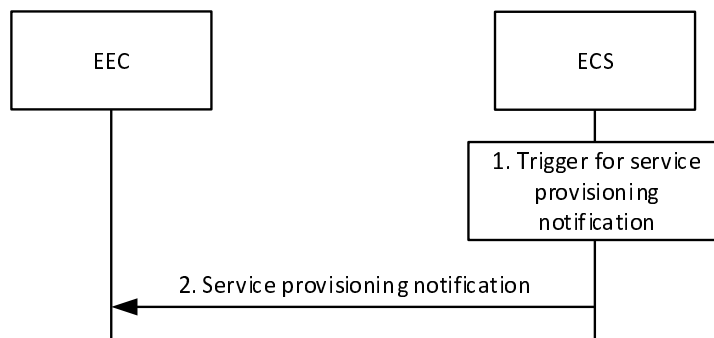 EEC
ECS
1. Trigger for service
provisioning
notification
2. Service provisioning notification